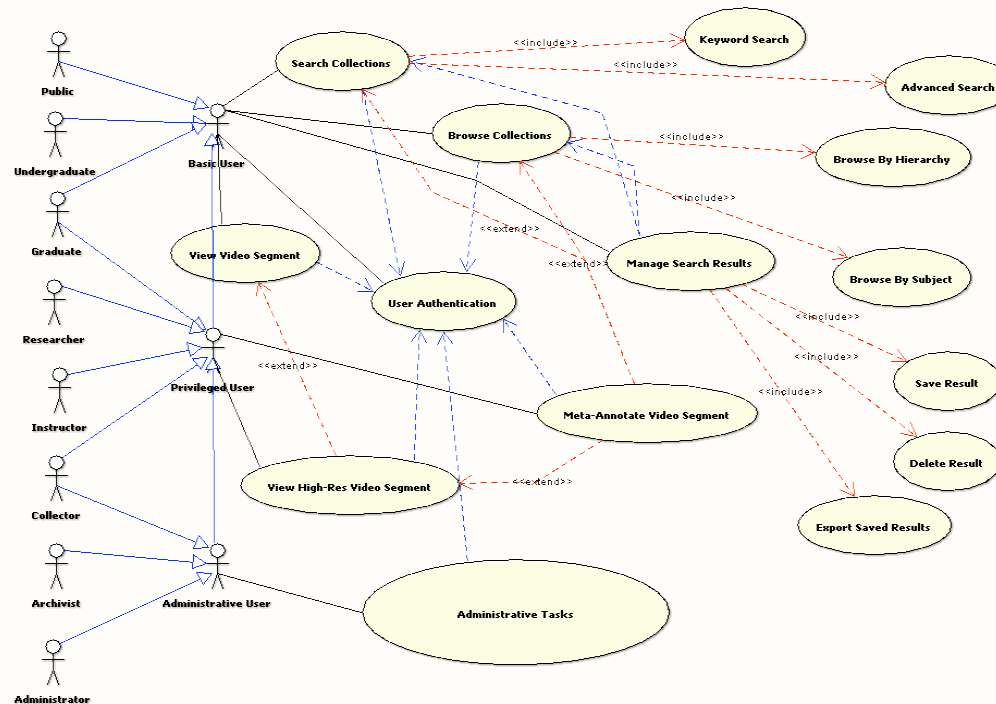 Keyword Search
<<include>>
Search Collections
<<include>>
Advanced Search
Public
Browse Collections
<<include>>
Browse By Hierarchy
Basic User
Undergraduate
<<include>>
<<extend>>
Graduate
View Video Segment
<<extend>>
Manage Search Results
Browse By Subject
User Authentication
<<include>>
Researcher
<<extend>>
<<include>>
Privileged User
Save Result
<<include>>
Meta-Annotate Video Segment
Instructor
Delete Result
View High-Res Video Segment
<<extend>>
Collector
Export Saved Results
Archivist
Administrative User
Administrative Tasks
Administrator